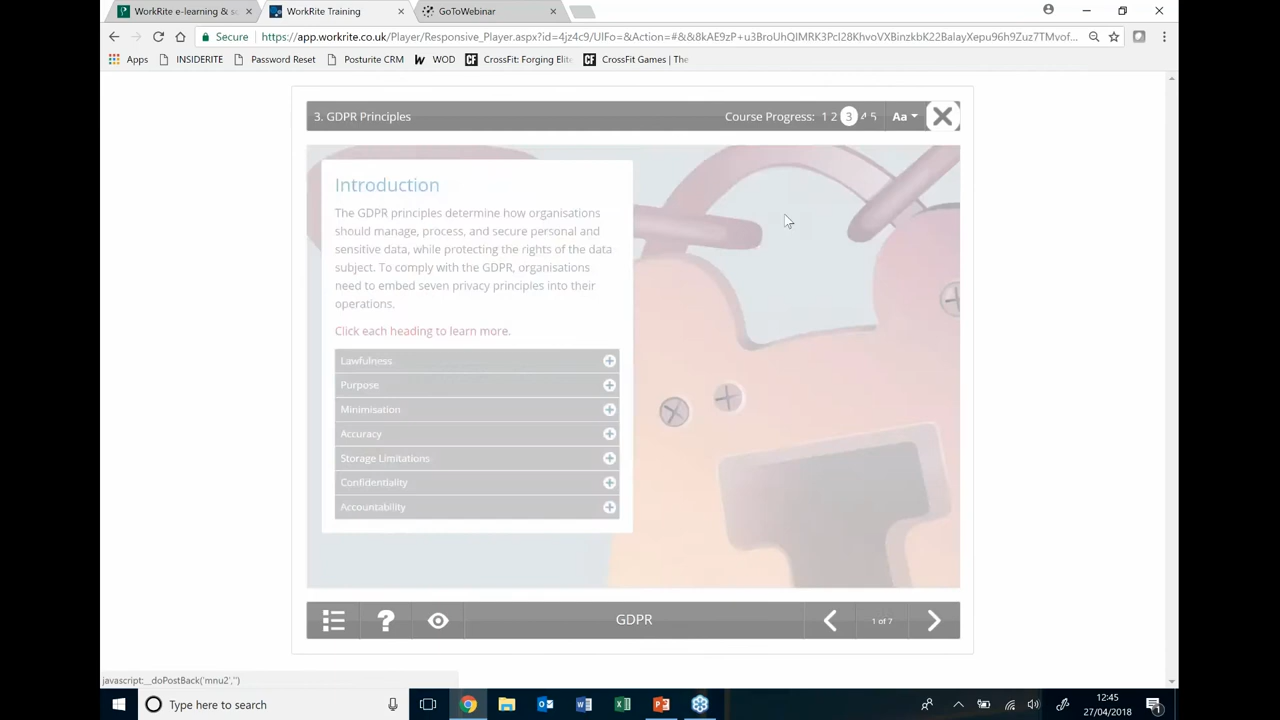 WorkRite e-learning & s
WorkRite Training
GoToWebinar
Secure
Apps
INSIDERITE
Password Reset
Posturite CRM
WOD
CrossFit: Forging Elit
CrossFit Games | The
3. GDPR Principles
Course Progress: 1 2 3 4 5
Aa
Introduction
The GDPR principles determine how organisations
should manage, process, and secure personal and
sensitive data, while protecting the rights of the data
subject. To comply with the GDPR, organisations
need to embed seven privacy principles into their
operations.
Click each heading to learn more.
Lawfulness
Purpose
Minimisation
Accuracy
Storage Limitations
Confidentiality
Accountability
GDPR
1 of 7
javascript:__doPostBack('mnu2','')
Type here to search
12:45
27/04/2018